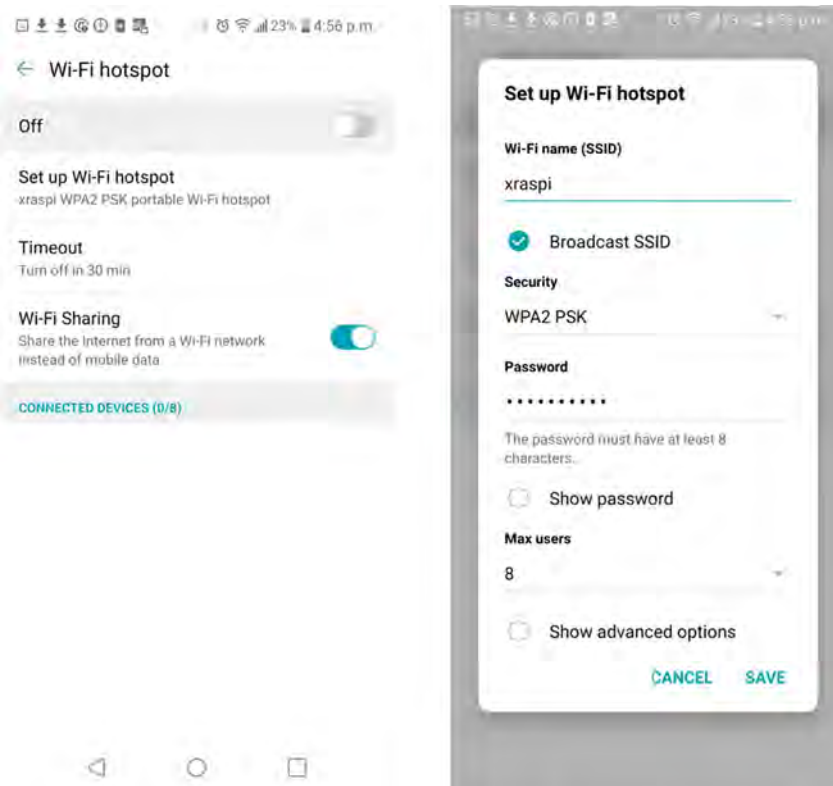 23% 4:56 p.m.
Wi-Fi hotspot
Off
Set up Wi-Fi hotspot
xraspi WPA2 PSK portable Wi-Fi hotspot
Timeout
Turn off in 30 min
Wi-Fi Sharing
Share the Internet from a Wi-Fi network
instead of mobile data
CONNECTED DEVICES (0/8)
Set up Wi-Fi hotspot
Wi-Fi name (SSID)
xraspi
Broadcast SSID
Security
WPA2 PSK
Password
••••••••••
The password must have at least 8
characters.
Show password
Max users
8
Show advanced options
CANCEL SAVE